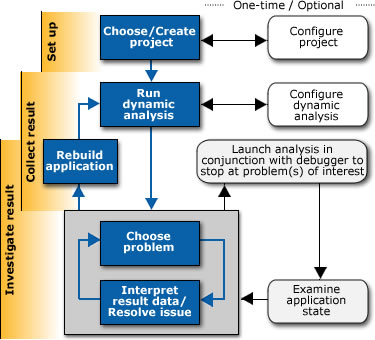 One-time / Optional
Set up
Choose/Create
project
Configure
project
Collect result
Run
dynamic
analysis
Configure
dynamic
analysis
Rebuild
application
Launch analysis in
conjunction with debugger to
stop at problem(s) of interest
Investigate result
Choose
problem
Interpret
result data/
Resolve issue
Examine
application
state